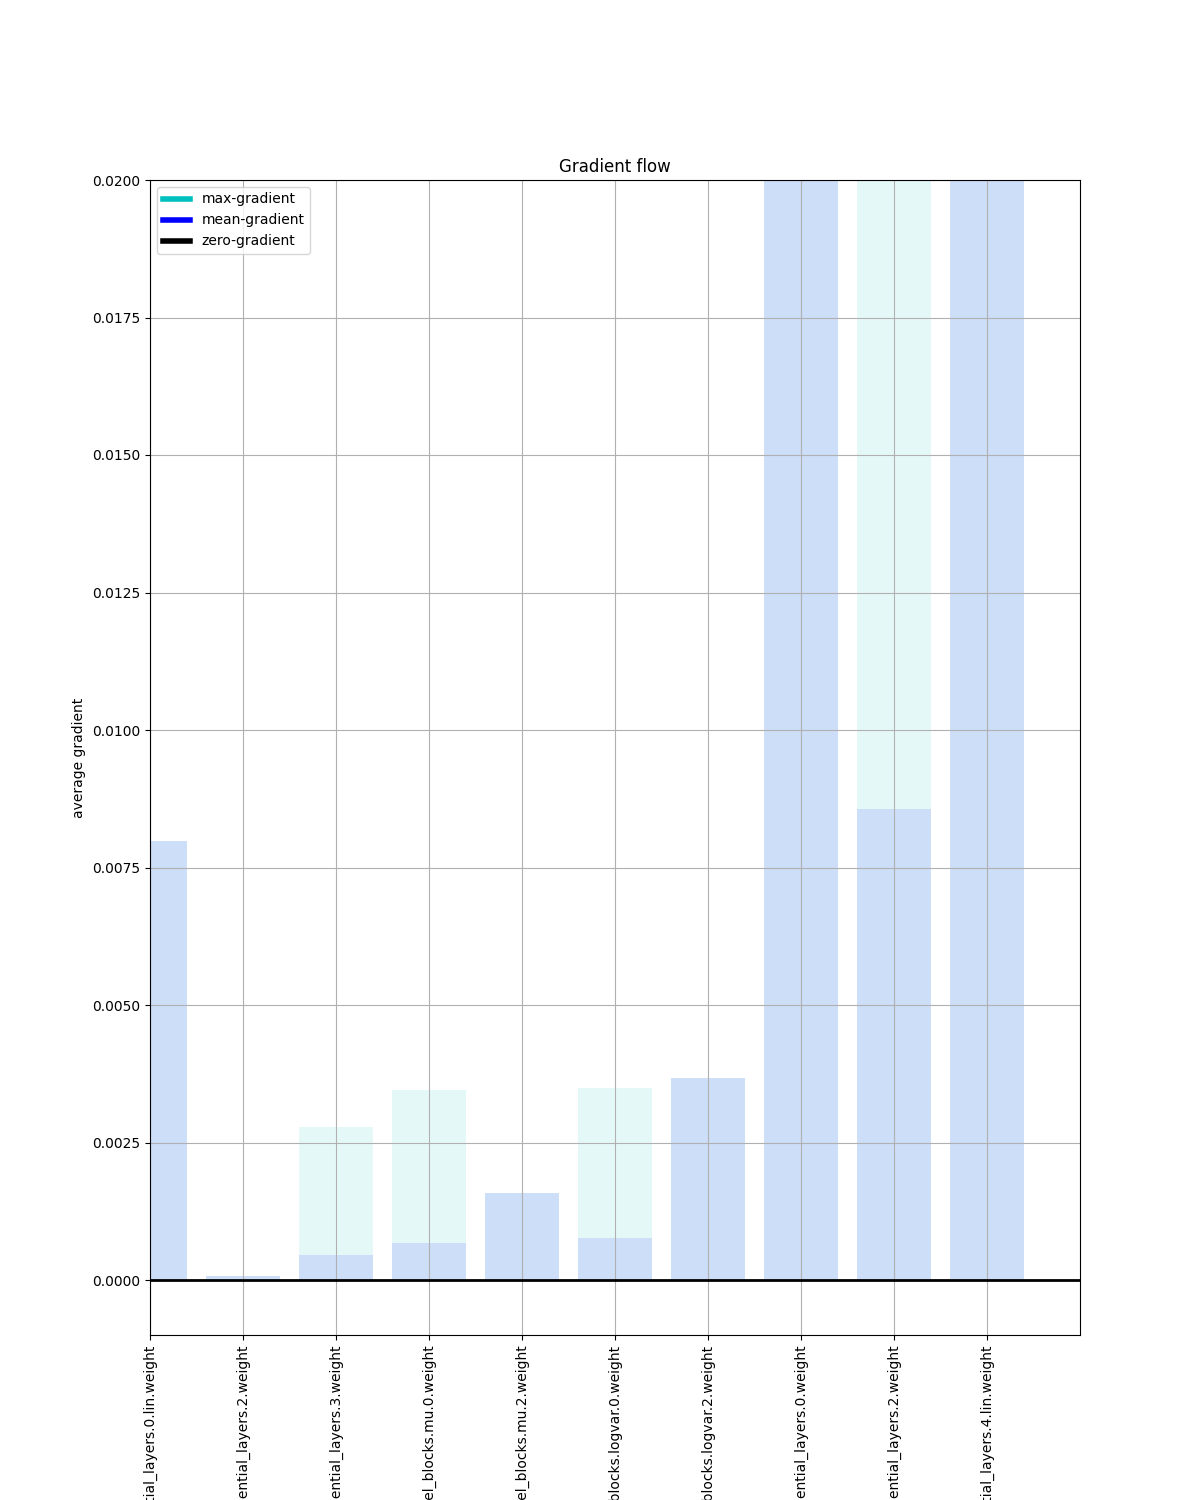 Gradient flow
max-gradient
mean-gradient
zero-gradient
0.0200
0.0175
0.0150
0.0125
0.0100
0.0075
0.0050
0.0025
0.0000
average gradient
tial_layers.0.lin.weight
ential_layers.2.weight
ential_layers.3.weight
el_blocks.mu.0.weight
el_blocks.mu.2.weight
blocks.logvar.0.weight
blocks.logvar.2.weight
ential_layers.0.weight
ential_layers.2.weight
tial_layers.4.lin.weight